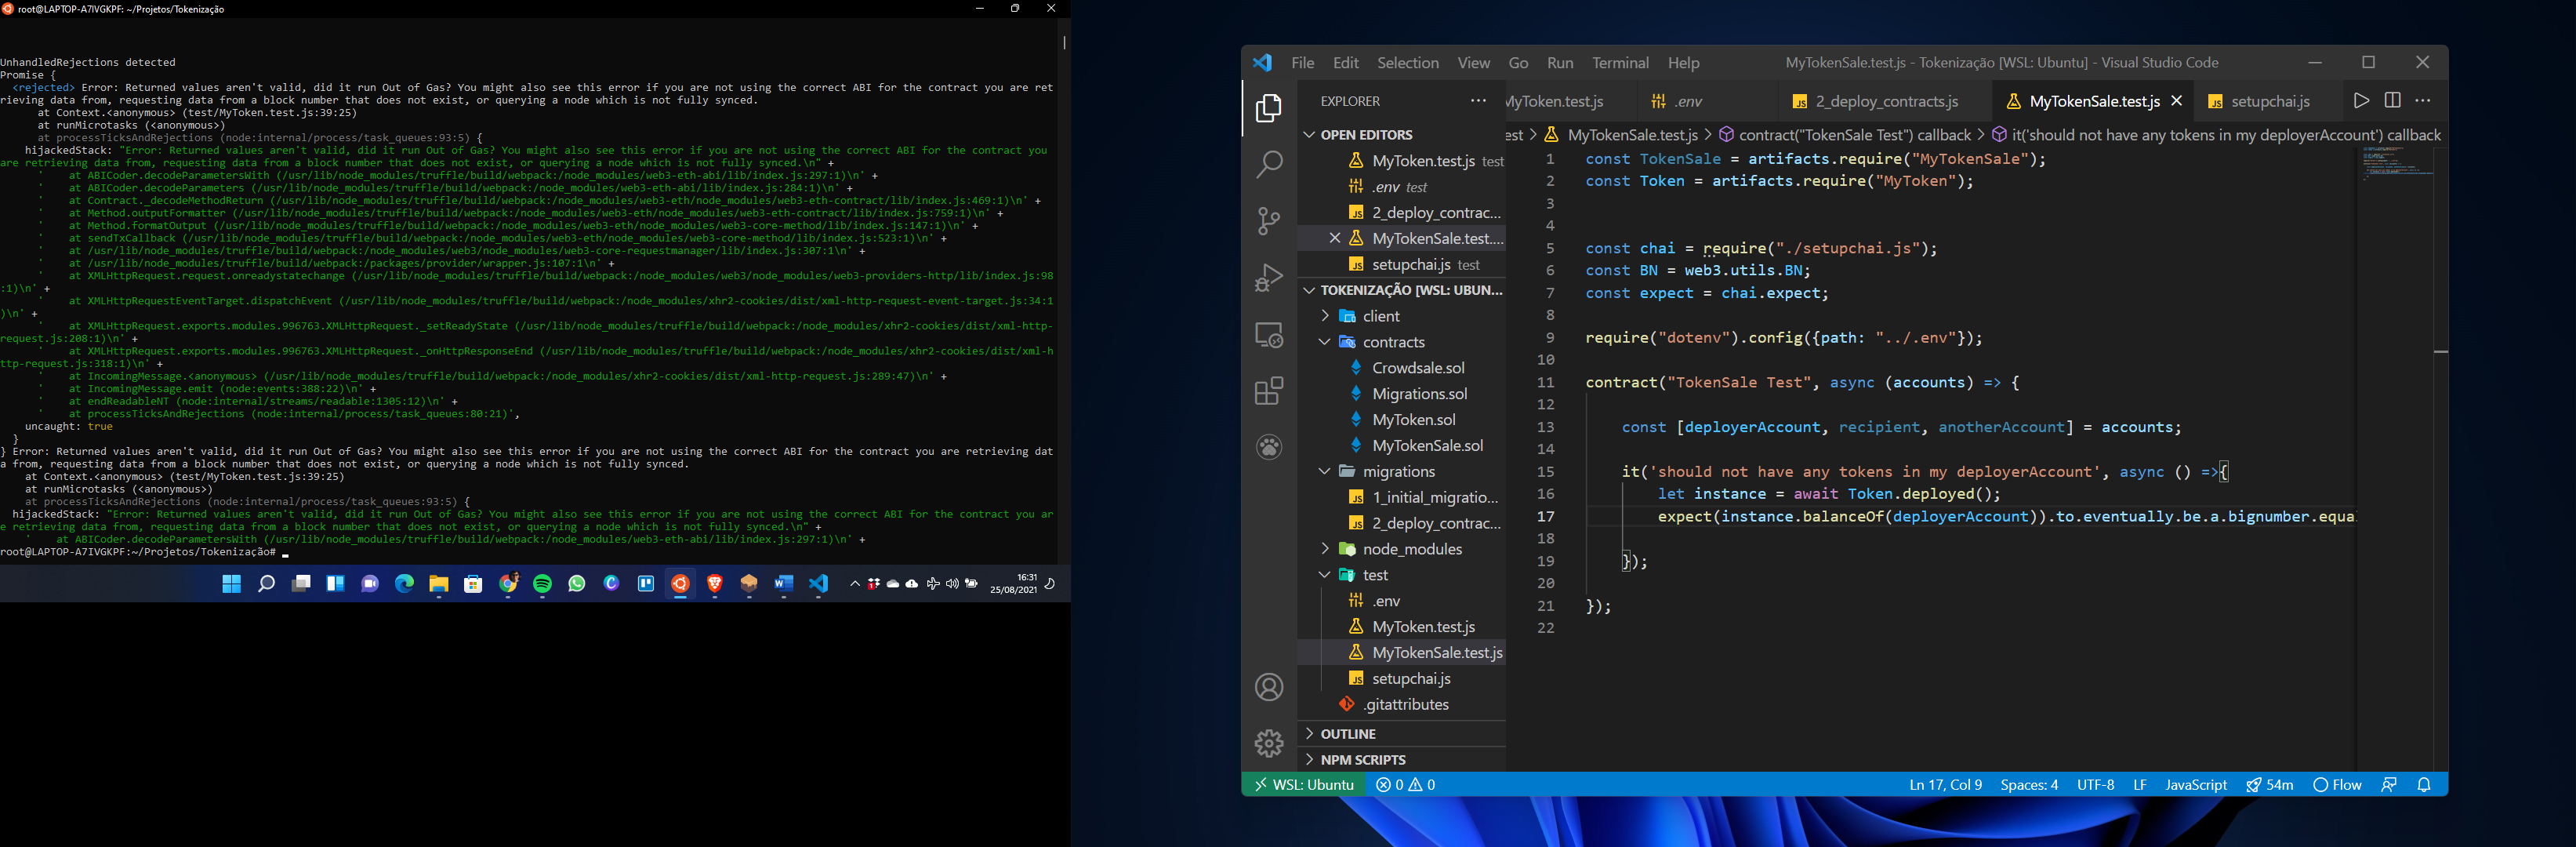 root@LAPTOP-A7IVGKPF: ~/Projetos/Tokenização
UnhandledRejections detected
Promise {
  <rejected> Error: Returned values aren't valid, did it run Out of Gas? You might also see this error if you are not using the correct ABI for the contract you are ret
rieving data from, requesting data from a block number that does not exist, or querying a node which is not fully synced.
      at Context.<anonymous> (test/MyToken.test.js:39:25)
      at runMicrotasks (<anonymous>)
      at processTicksAndRejections (node:internal/process/task_queues:93:5) {
    hijackedStack: "Error: Returned values aren't valid, did it run Out of Gas? You might also see this error if you are not using the correct ABI for the contract you
are retrieving data from, requesting data from a block number that does not exist, or querying a node which is not fully synced.\n" +
      '    at ABICoder.decodeParametersWith (/usr/lib/node_modules/truffle/build/webpack:/node_modules/web3-eth-abi/lib/index.js:297:1)\n' +
      '    at ABICoder.decodeParameters (/usr/lib/node_modules/truffle/build/webpack:/node_modules/web3-eth-abi/lib/index.js:284:1)\n' +
      '    at Contract._decodeMethodReturn (/usr/lib/node_modules/truffle/build/webpack:/node_modules/web3-eth/node_modules/web3-eth-contract/lib/index.js:469:1)\n' +
      '    at Method.outputFormatter (/usr/lib/node_modules/truffle/build/webpack:/node_modules/web3-eth/node_modules/web3-eth-contract/lib/index.js:759:1)\n' +
      '    at Method.formatOutput (/usr/lib/node_modules/truffle/build/webpack:/node_modules/web3-eth/node_modules/web3-core-method/lib/index.js:147:1)\n' +
      '    at sendTxCallback (/usr/lib/node_modules/truffle/build/webpack:/node_modules/web3-eth/node_modules/web3-core-method/lib/index.js:523:1)\n' +
      '    at /usr/lib/node_modules/truffle/build/webpack:/node_modules/web3/node_modules/web3-core-requestmanager/lib/index.js:307:1\n' +
      '    at /usr/lib/node_modules/truffle/build/webpack:/packages/provider/wrapper.js:107:1\n' +
      '    at XMLHttpRequest.request.onreadystatechange (/usr/lib/node_modules/truffle/build/webpack:/node_modules/web3/node_modules/web3-providers-http/lib/index.js:98
:1)\n' +
      '    at XMLHttpRequestEventTarget.dispatchEvent (/usr/lib/node_modules/truffle/build/webpack:/node_modules/xhr2-cookies/dist/xml-http-request-event-target.js:34:1
)\n' +
      '    at XMLHttpRequest.exports.modules.996763.XMLHttpRequest._setReadyState (/usr/lib/node_modules/truffle/build/webpack:/node_modules/xhr2-cookies/dist/xml-http-
request.js:208:1)\n' +
      '    at XMLHttpRequest.exports.modules.996763.XMLHttpRequest._onHttpResponseEnd (/usr/lib/node_modules/truffle/build/webpack:/node_modules/xhr2-cookies/dist/xml-h
ttp-request.js:318:1)\n' +
      '    at IncomingMessage.<anonymous> (/usr/lib/node_modules/truffle/build/webpack:/node_modules/xhr2-cookies/dist/xml-http-request.js:289:47)\n' +
      '    at IncomingMessage.emit (node:events:388:22)\n' +
      '    at endReadableNT (node:internal/streams/readable:1305:12)\n' +
      '    at processTicksAndRejections (node:internal/process/task_queues:80:21)',
    uncaught: true
  }
} Error: Returned values aren't valid, did it run Out of Gas? You might also see this error if you are not using the correct ABI for the contract you are retrieving dat
a from, requesting data from a block number that does not exist, or querying a node which is not fully synced.
    at Context.<anonymous> (test/MyToken.test.js:39:25)
    at runMicrotasks (<anonymous>)
    at processTicksAndRejections (node:internal/process/task_queues:93:5) {
  hijackedStack: "Error: Returned values aren't valid, did it run Out of Gas? You might also see this error if you are not using the correct ABI for the contract you ar
e retrieving data from, requesting data from a block number that does not exist, or querying a node which is not fully synced.\n" +
    '    at ABICoder.decodeParametersWith (/usr/lib/node_modules/truffle/build/webpack:/node_modules/web3-eth-abi/lib/index.js:297:1)\n' +
root@LAPTOP-A7IVGKPF:~/Projetos/Tokenização#
16:31
25/08/2021
File Edit Selection View Go Run Terminal Help MyTokenSale.test.js - Tokenização [WSL: Ubuntu] - Visual Studio Code
EXPLORER
OPEN EDITORS
MyToken.test.js test
.env test
2_deploy_contrac...
MyTokenSale.test....
setupchai.js test
TOKENIZAÇÃO [WSL: UBUN...
client
contracts
Crowdsale.sol
Migrations.sol
MyToken.sol
MyTokenSale.sol
migrations
1_initial_migratio...
2_deploy_contrac...
node_modules
test
.env
MyToken.test.js
MyTokenSale.test.js
setupchai.js
.gitattributes
OUTLINE
NPM SCRIPTS
MyToken.test.js .env 2_deploy_contracts.js MyTokenSale.test.js setupchai.js
est > MyTokenSale.test.js > contract("TokenSale Test") callback > it('should not have any tokens in my deployerAccount') callback
1 const TokenSale = artifacts.require("MyTokenSale");
2 const Token = artifacts.require("MyToken");
3
4
5 const chai = require("./setupchai.js");
6 const BN = web3.utils.BN;
7 const expect = chai.expect;
8
9 require("dotenv").config({path: "../.env"});
10
11 contract("TokenSale Test", async (accounts) => {
12
13     const [deployerAccount, recipient, anotherAccount] = accounts;
14
15     it('should not have any tokens in my deployerAccount', async () =>{
16         let instance = await Token.deployed();
17         expect(instance.balanceOf(deployerAccount)).to.eventually.be.a.bignumber.equa
18
19     });
20
21 });
22
WSL: Ubuntu 0 0 Ln 17, Col 9 Spaces: 4 UTF-8 LF JavaScript 54m Flow